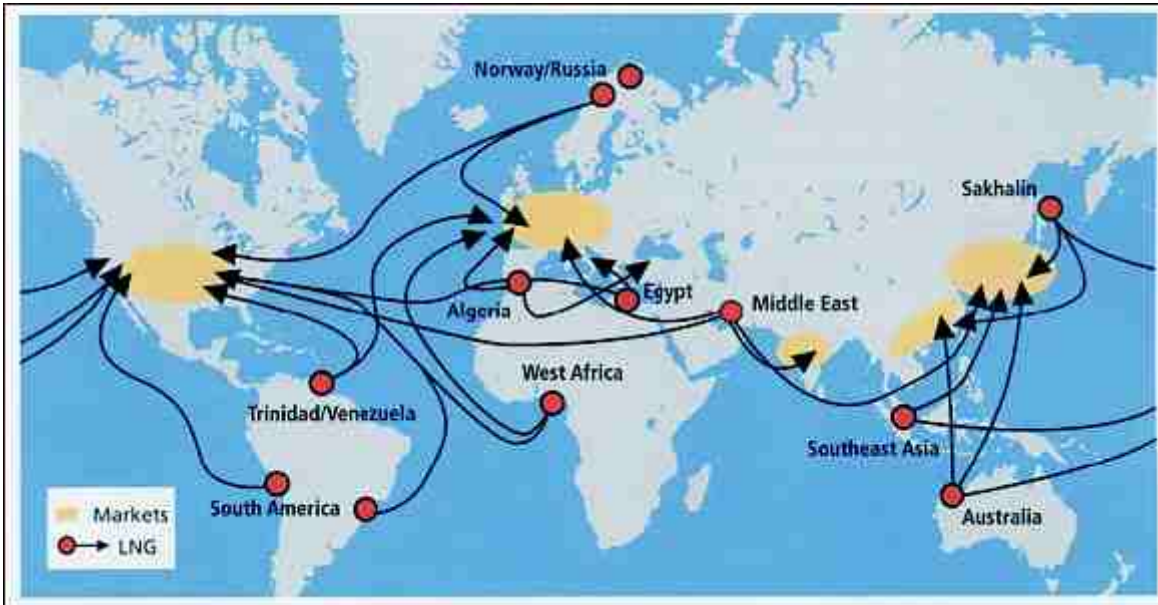 Norway/Russia
Sakhalin
Algeria
Egypt
Middle East
West Africa
Trinidad/Venezuela
Southeast Asia
South America
Australia
Markets
LNG